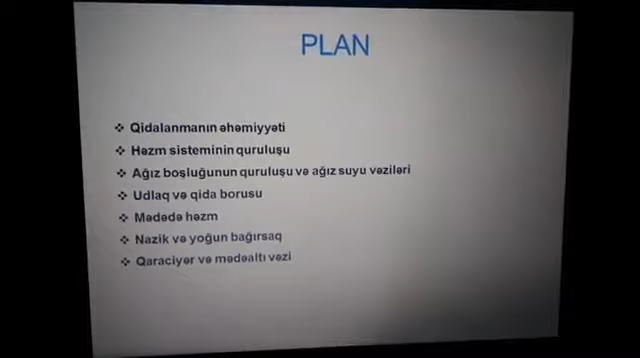 PLAN
❖ Qidalanmanın əhəmiyyəti
❖ Həzm sisteminin quruluşu
❖ Ağız boşluğunun quruluşu və ağız suyu vəziləri
❖ Udlaq və qida borusu
❖ Mədədə həzm
❖ Nazik və yoğun bağırsaq
❖ Qaraciyər və mədəaltı vəzi